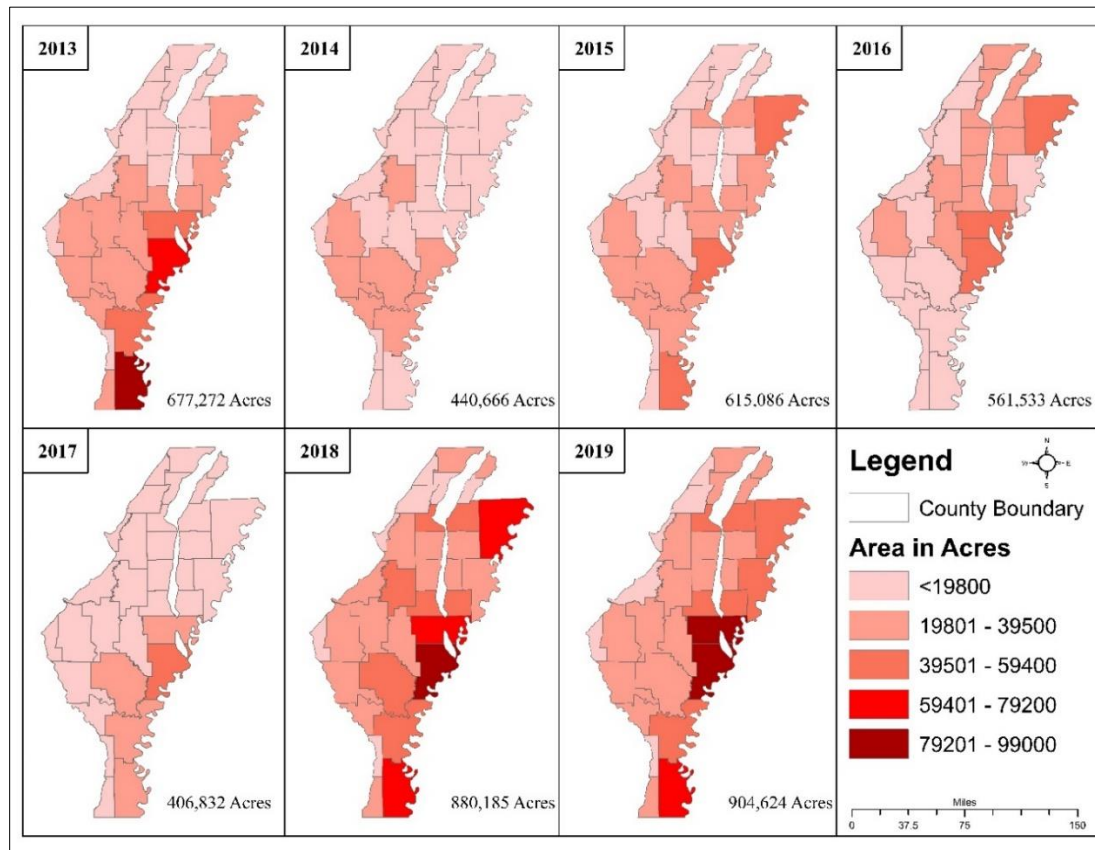 2013
677,272 Acres
2014
440,666 Acres
2015
615,086 Acres
2016
561,533 Acres
2017
406,832 Acres
2018
880,185 Acres
2019
904,624 Acres
Legend
N
W E
S
County Boundary
Area in Acres
<19800
19801 - 39500
39501 - 59400
59401 - 79200
79201 - 99000
Miles
0 37.5 75 150